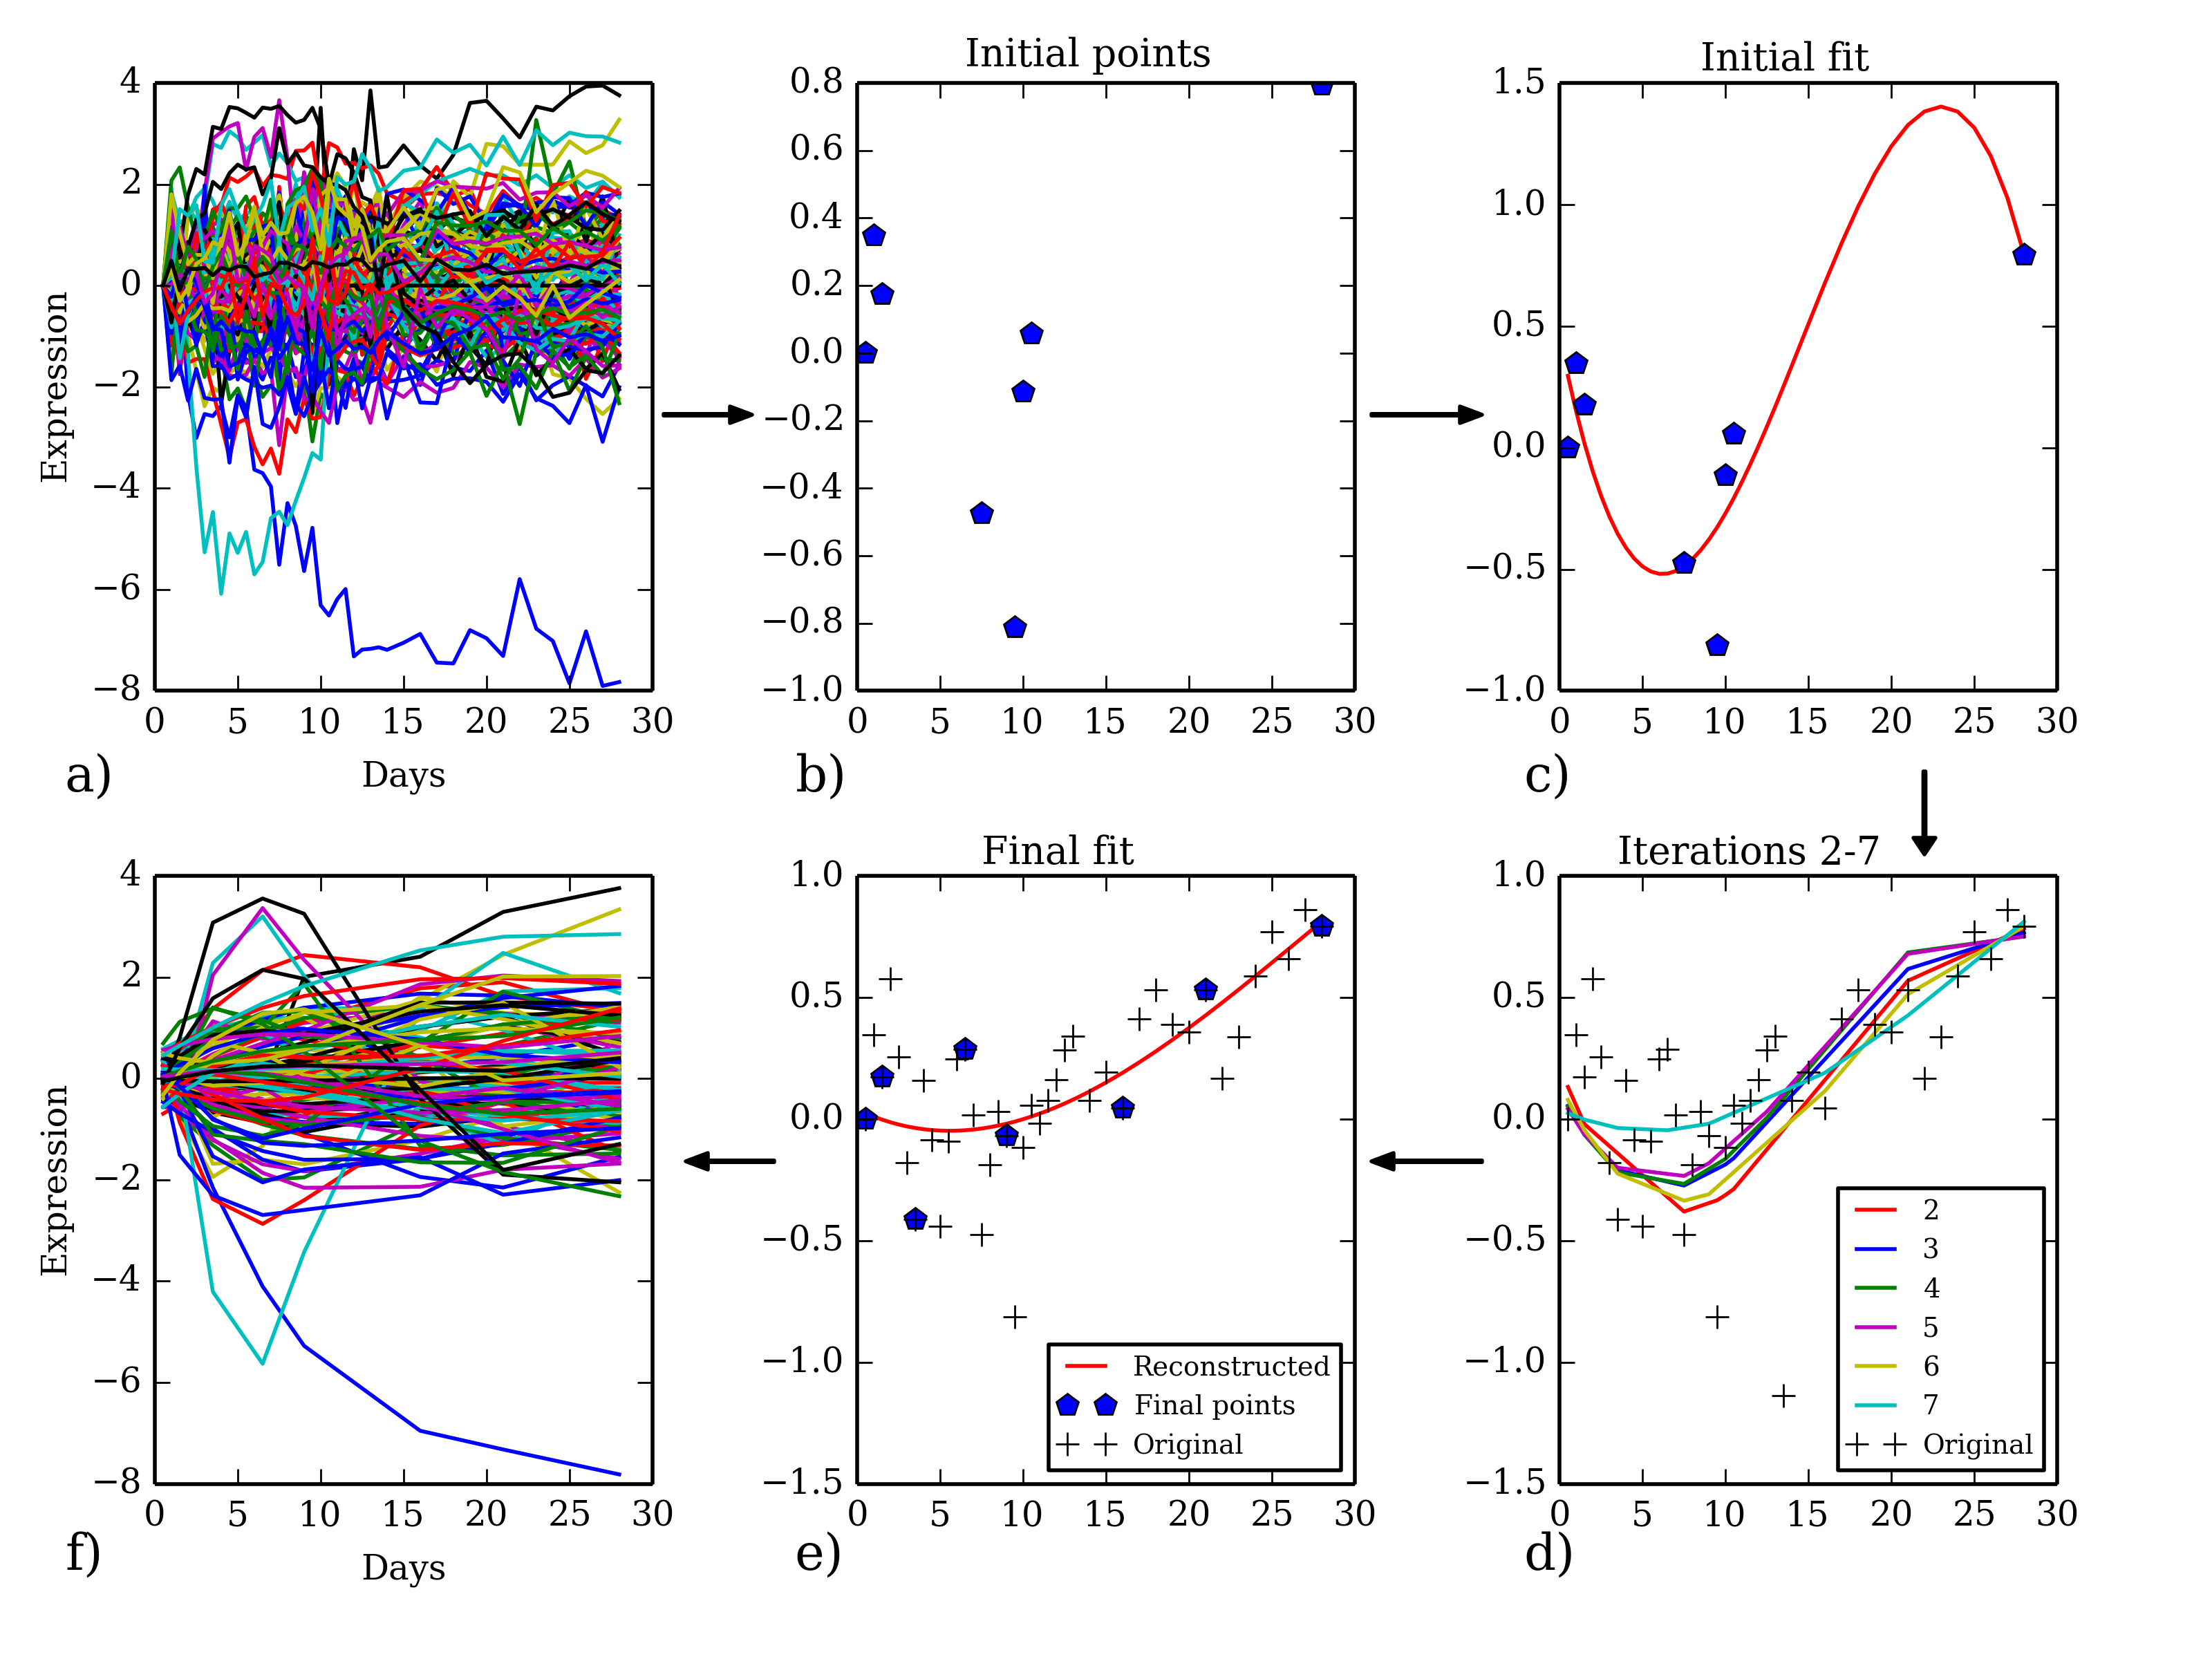 Initial points
Initial fit
4
2
0
−2
−4
−6
−8
Expression
0 5 10 15 20 25 30
Days
a)
0.8
0.6
0.4
0.2
0.0
−0.2
−0.4
−0.6
−0.8
−1.0
0 5 10 15 20 25 30
b)
1.5
1.0
0.5
0.0
−0.5
−1.0
0 5 10 15 20 25 30
c)
Final fit
Iterations 2-7
4
2
0
−2
−4
−6
−8
Expression
0 5 10 15 20 25 30
Days
f)
1.0
0.5
0.0
−0.5
−1.0
−1.5
0 5 10 15 20 25 30
Reconstructed
Final points
Original
e)
1.0
0.5
0.0
−0.5
−1.0
−1.5
0 5 10 15 20 25 30
2
3
4
5
6
7
Original
d)